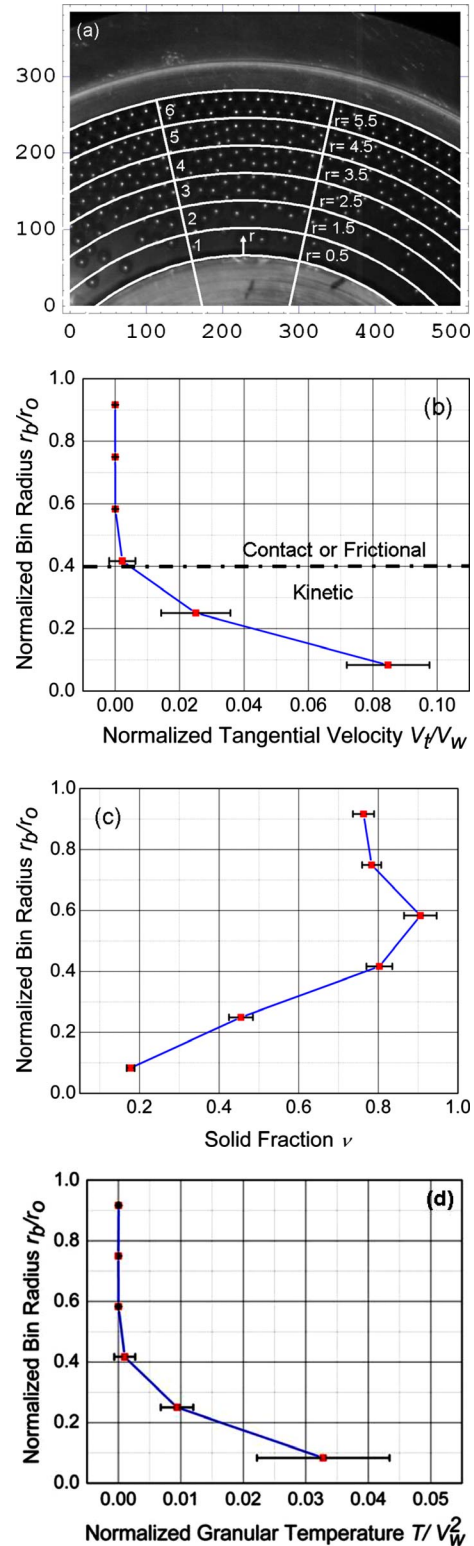 (a)
300
200
100
0
6
5
4
3
2
1
r
r= 5.5
r= 4.5
r= 3.5
r= 2.5
r= 1.5
r= 0.5
0 100 200 300 400 500
(b)
Normalized Bin Radius r_b/r_o
1.0
0.8
0.6
0.4
0.2
0.0
Contact or Frictional
Kinetic
0.00 0.02 0.04 0.06 0.08 0.10
Normalized Tangential Velocity V_t/V_w
(c)
Normalized Bin Radius r_b/r_o
1.0
0.8
0.6
0.4
0.2
0.0
0.2 0.4 0.6 0.8 1.0
Solid Fraction ν
(d)
Normalized Bin Radius r_b/r_o
1.0
0.8
0.6
0.4
0.2
0.0
0.00 0.01 0.02 0.03 0.04 0.05
Normalized Granular Temperature T/V_w^2